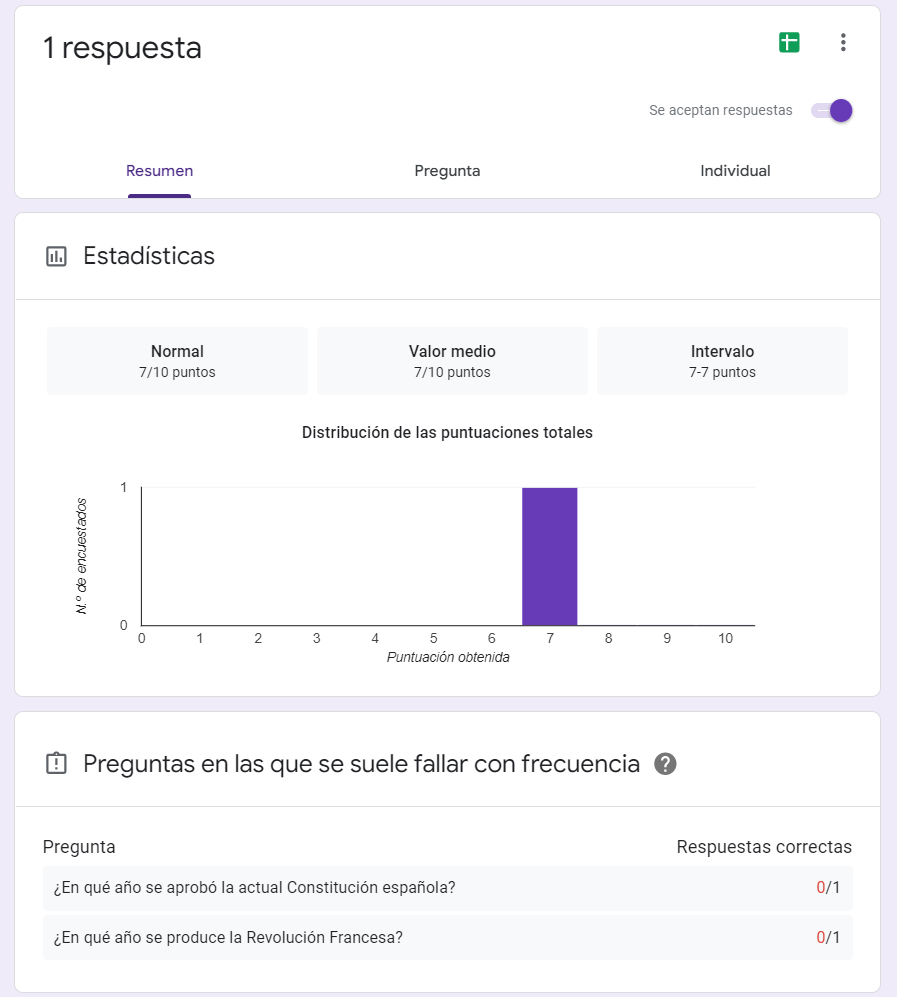 1 respuesta
Se aceptan respuestas
Resumen Pregunta Individual
Estadísticas
Normal Valor medio Intervalo
7/10 puntos 7/10 puntos 7-7 puntos
Distribución de las puntuaciones totales
1
N.º de encuestados
0
0 1 2 3 4 5 6 7 8 9 10
Puntuación obtenida
Preguntas en las que se suele fallar con frecuencia
Pregunta Respuestas correctas
¿En qué año se aprobó la actual Constitución española? 0/1
¿En qué año se produce la Revolución Francesa? 0/1